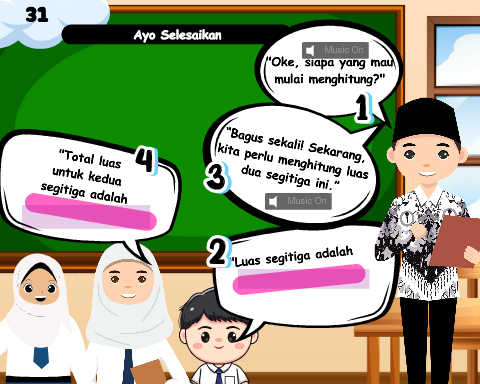 31
Ayo Selesaikan
Music On
"Oke, siapa yang mau
mulai menghitung?"
1
"Bagus sekali! Sekarang,
kita perlu menghitung luas
dua segitiga ini."
3
Music On
"Total luas
untuk kedua
segitiga adalah
4
2
"Luas segitiga adalah